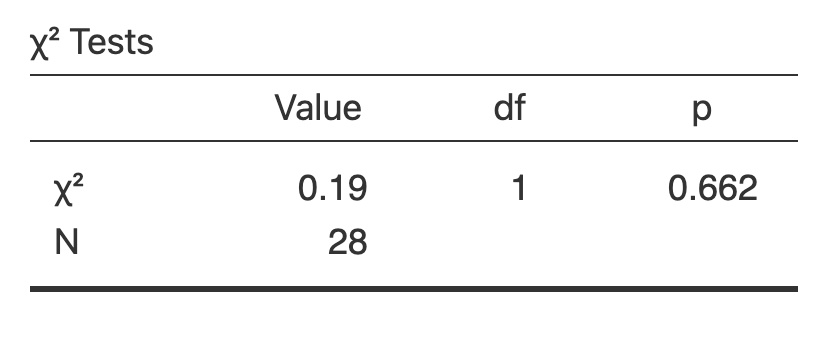 χ² Tests
Value df p
χ² 0.19 1 0.662
N 28